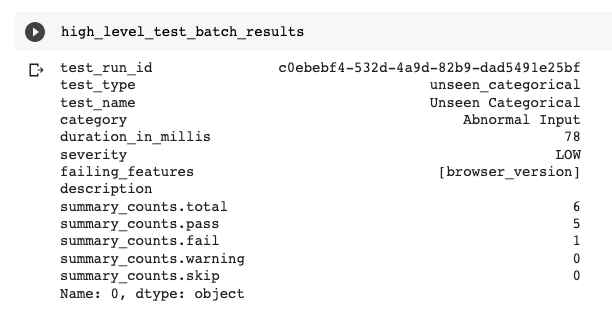 high_level_test_batch_results
test_run_id c0ebebf4-532d-4a9d-82b9-dad5491e25bf
test_type unseen_categorical
test_name Unseen Categorical
category Abnormal Input
duration_in_millis 78
severity LOW
failing_features [browser_version]
description
summary_counts.total 6
summary_counts.pass 5
summary_counts.fail 1
summary_counts.warning 0
summary_counts.skip 0
Name: 0, dtype: object